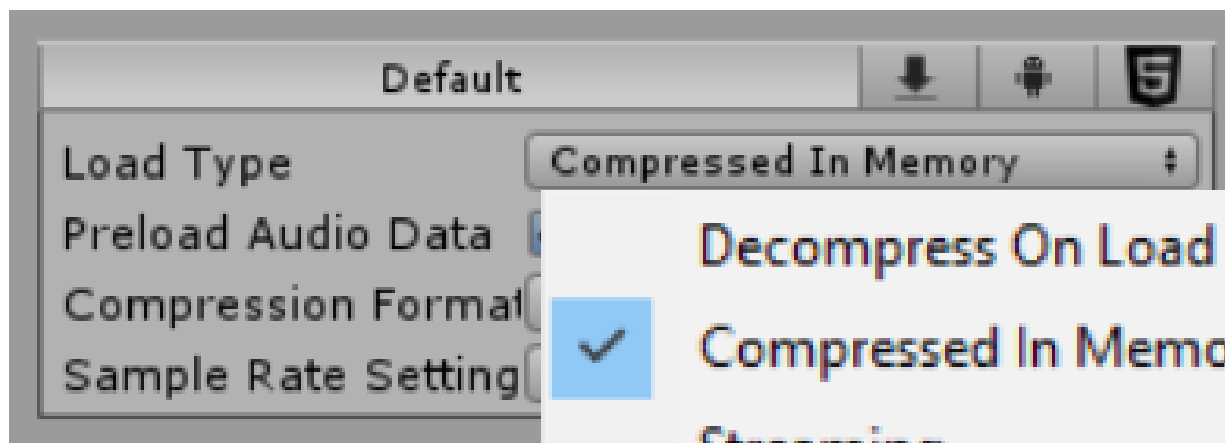 Default
Load Type Compressed In Memory
Preload Audio Data
Decompress On Load
Compression Format
Compressed In Memo
Sample Rate Setting
Streaming